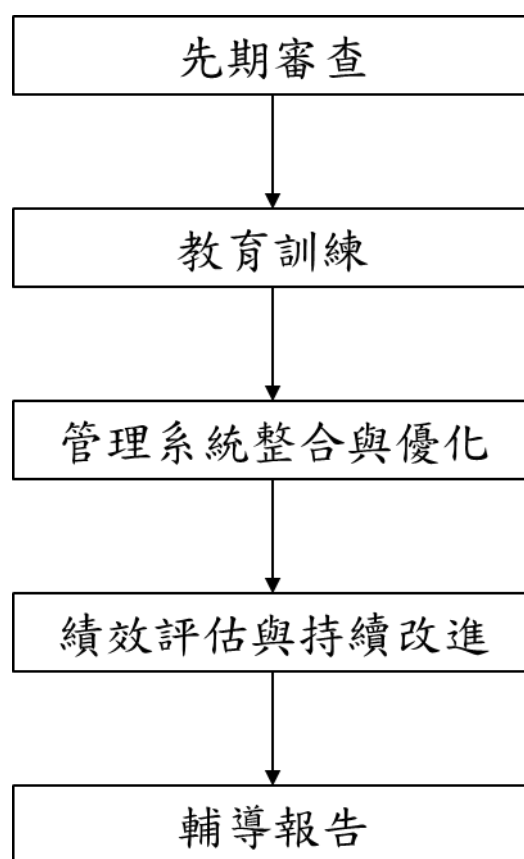 先期審查
教育訓練
管理系統整合與優化
績效評估與持續改進
輔導報告